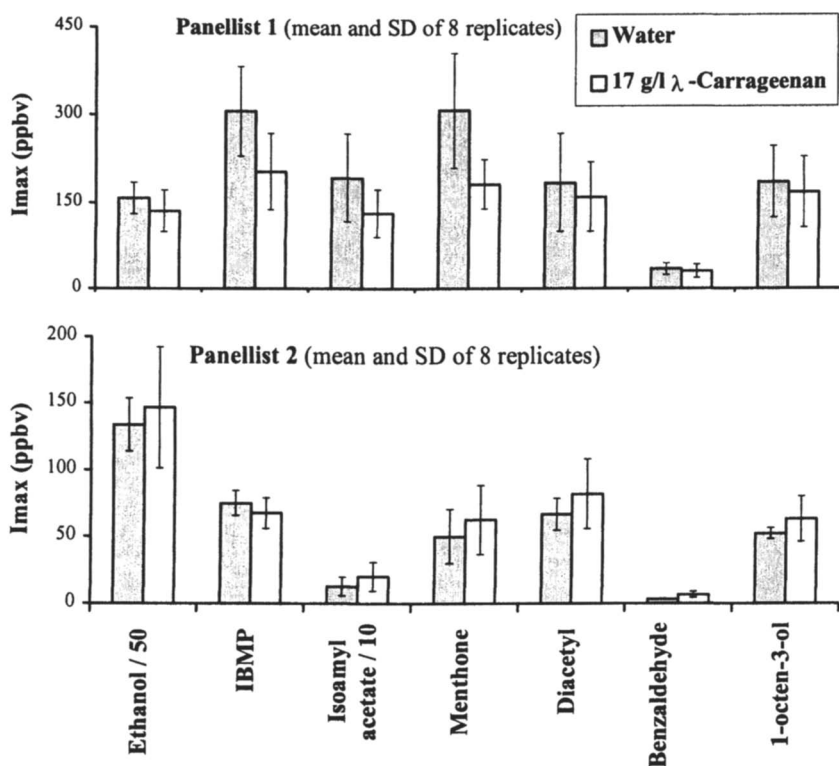 Panellist 1 (mean and SD of 8 replicates)
Water
17 g/l λ-Carrageenan
Imax (ppbv)
450
300
150
0
Panellist 2 (mean and SD of 8 replicates)
Imax (ppbv)
200
150
100
50
0
Ethanol / 50
IBMP
Isoamyl
acetate / 10
Menthone
Diacetyl
Benzaldehyde
1-octen-3-ol